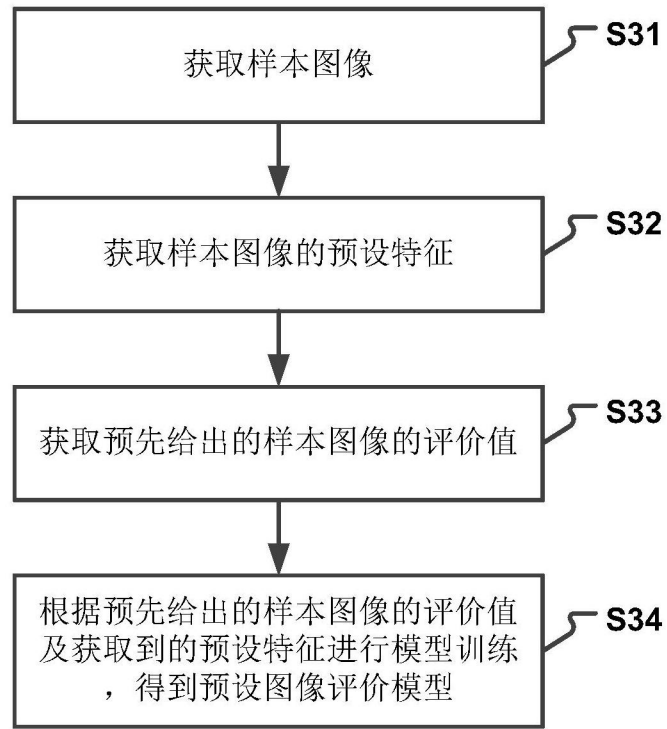 获取样本图像
S31
获取样本图像的预设特征
S32
获取预先给出的样本图像的评价值
S33
根据预先给出的样本图像的评价值
及获取到的预设特征进行模型训练
，得到预设图像评价模型
S34